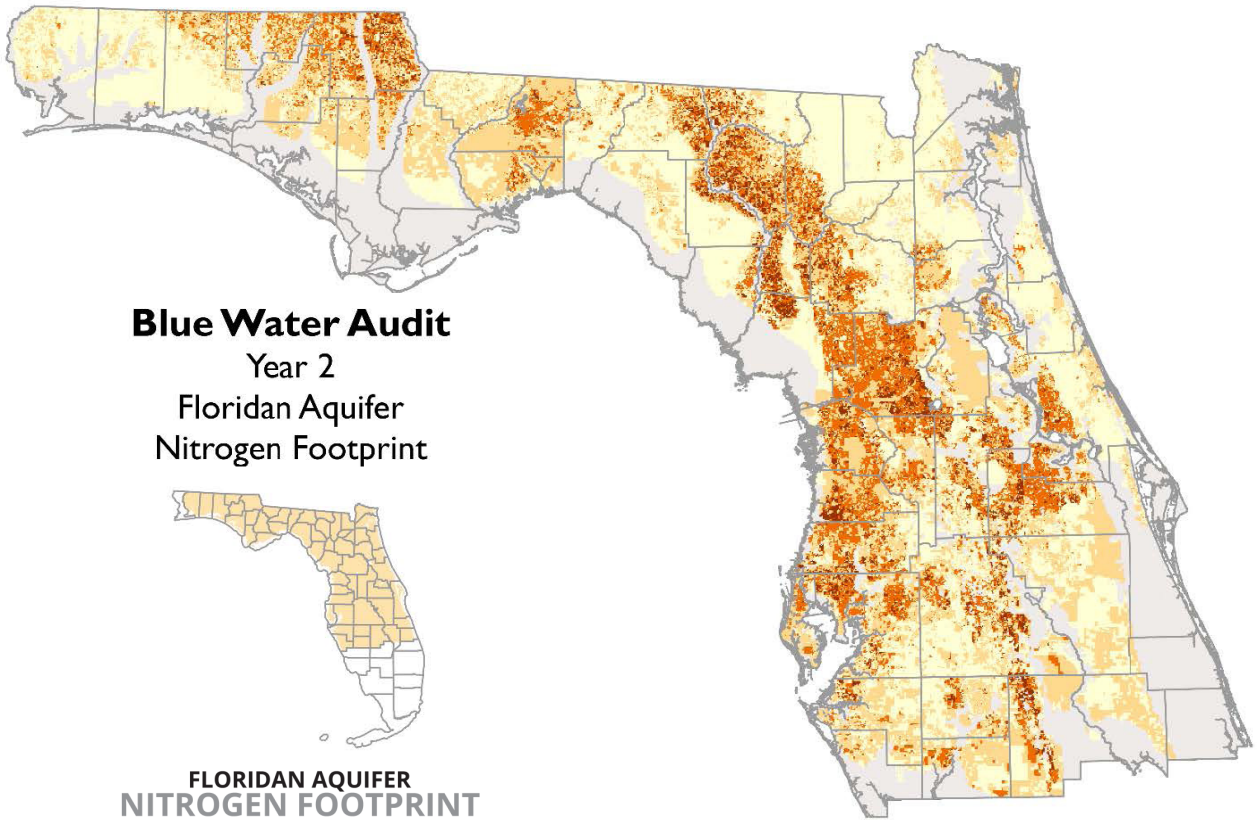 Blue Water Audit
Year 2
Floridan Aquifer
Nitrogen Footprint
FLORIDAN AQUIFER
NITROGEN FOOTPRINT